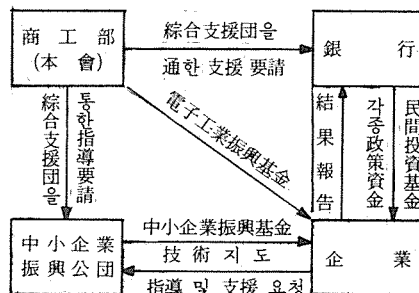 商工部
(本會)
綜合支援団을
通한 支援 要請
銀行
綜合支援団을
통한指導要請
電子工業振興基金
結果報告
각종政策資金
民間投資基金
中小企業
振興公団
中小企業振興基金
技術지도
指導 및 支援 요청
企業